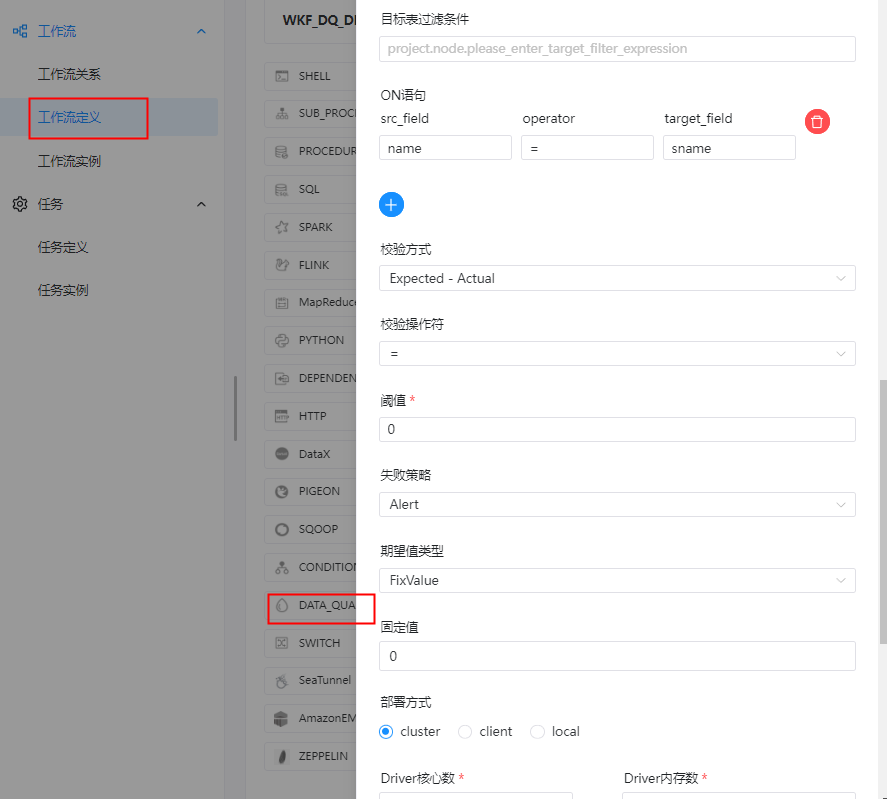 工作流
工作流关系
工作流定义
工作流实例
任务
任务定义
任务实例
WKF_DQ_D
SHELL
SUB_PROCE
PROCEDUR
SQL
SPARK
FLINK
MapReduce
PYTHON
DEPENDEN
HTTP
DataX
PIGEON
SQOOP
CONDITION
DATA_QUA
SWITCH
SeaTunnel
AmazonEM
ZEPPELIN
目标表过滤条件
project.node.please_enter_target_filter_expression
ON语句
src_field operator target_field
name = sname
校验方式
Expected - Actual
校验操作符
=
阈值 *
0
失败策略
Alert
期望值类型
FixValue
固定值
0
部署方式
cluster client local
Driver核心数 * Driver内存数 *